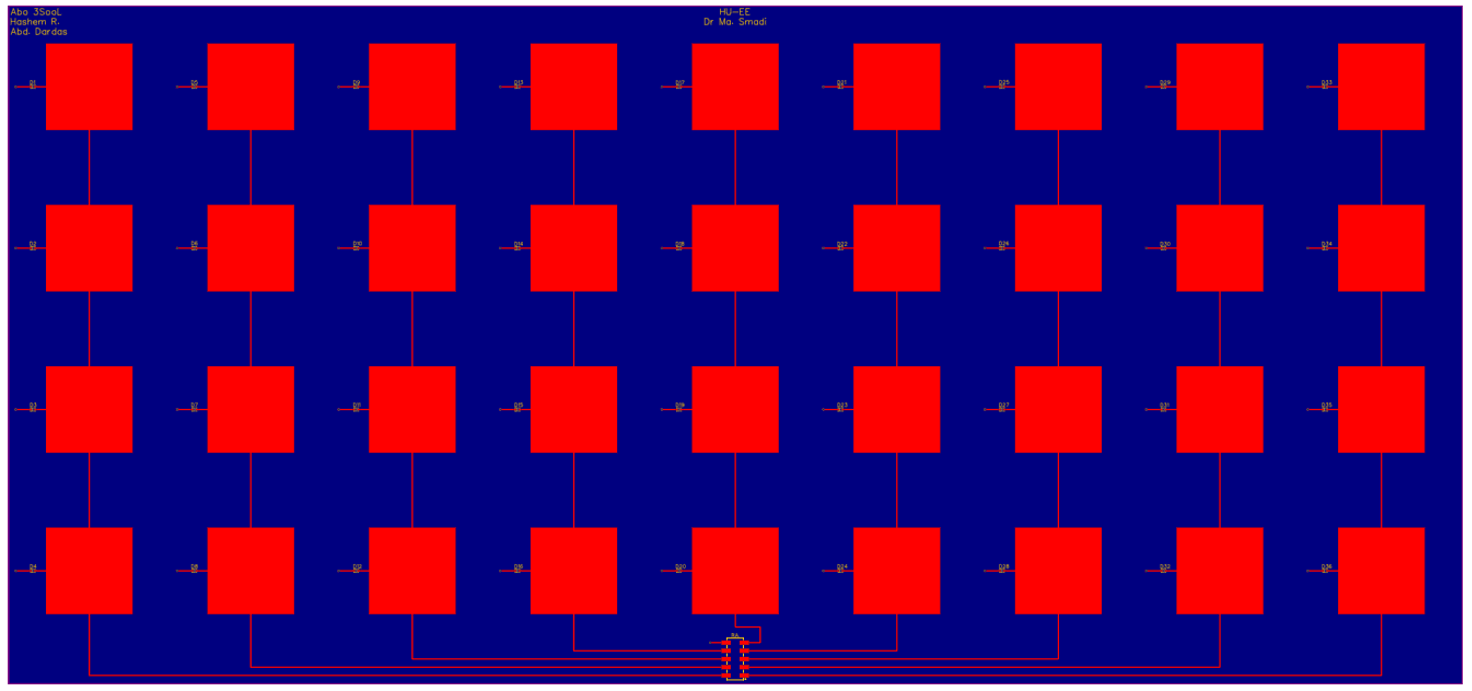 Abo 3SooL
Hashem R.
Abd. Dardas
HU-EE
Dr Ma. Smadi
D1
D5
D9
D13
D17
D21
D25
D29
D33
D2
D6
D10
D14
D18
D22
D26
D30
D34
D3
D7
D11
D15
D19
D23
D27
D31
D35
D4
D8
D12
D16
D20
D24
D28
D32
D36